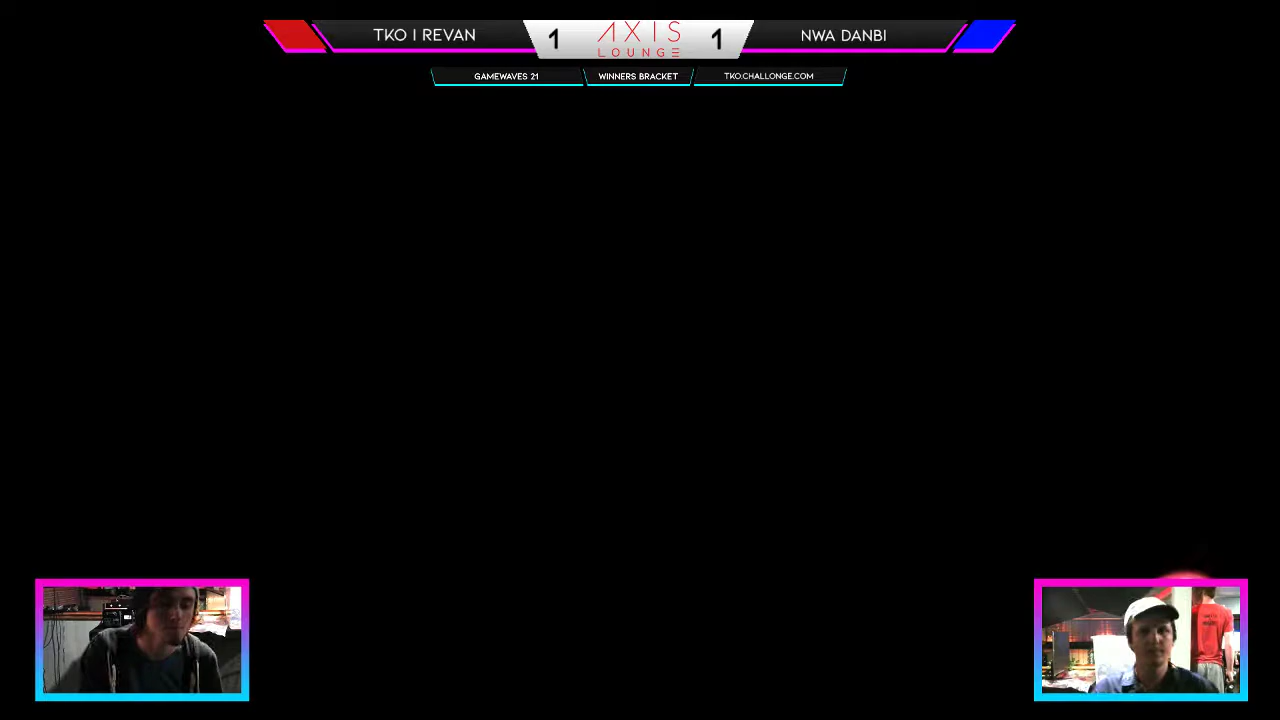 TKO I REVAN
1
AXIS
LOUNGE
1
NWA DANBI
GAMEWAVES 21
WINNERS BRACKET
TKO.CHALLONGE.COM